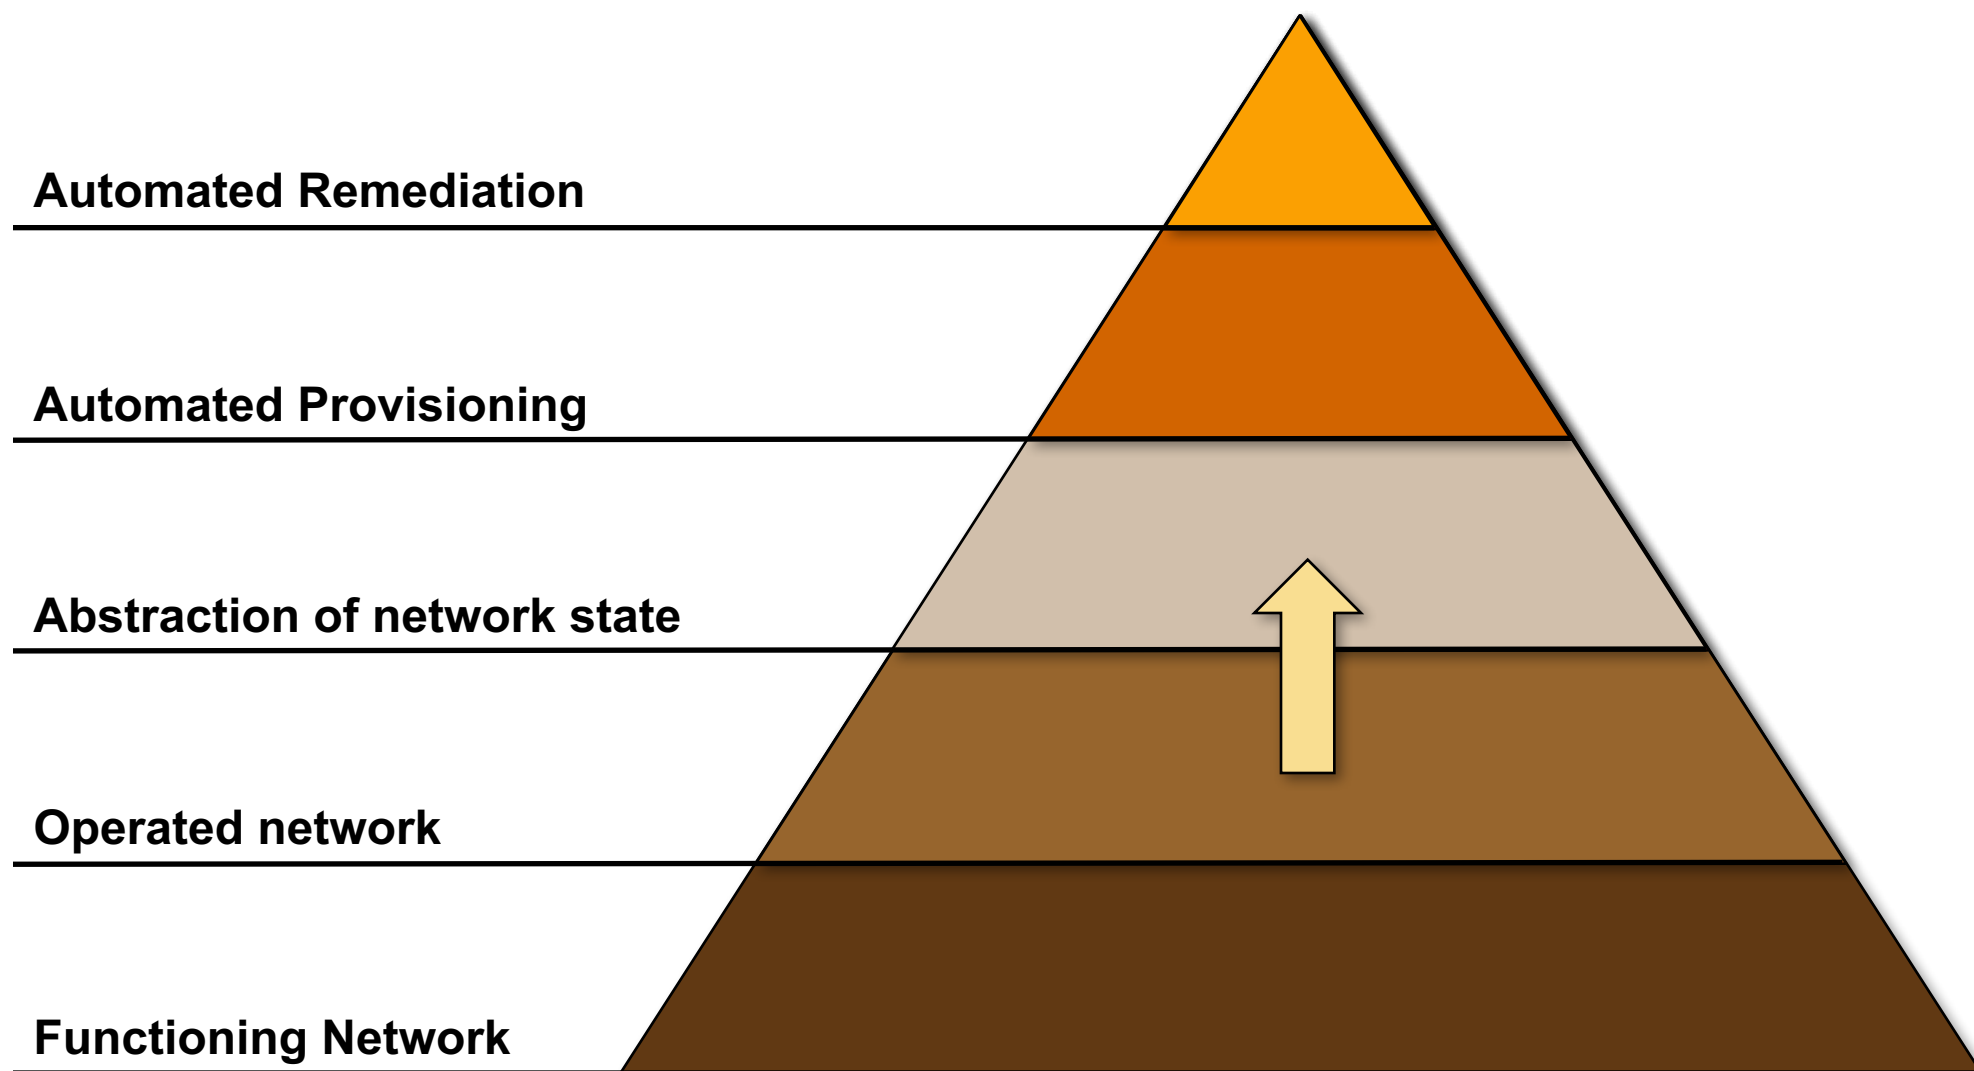 Automated Remediation
Automated Provisioning
Abstraction of network state
Operated network
Functioning Network